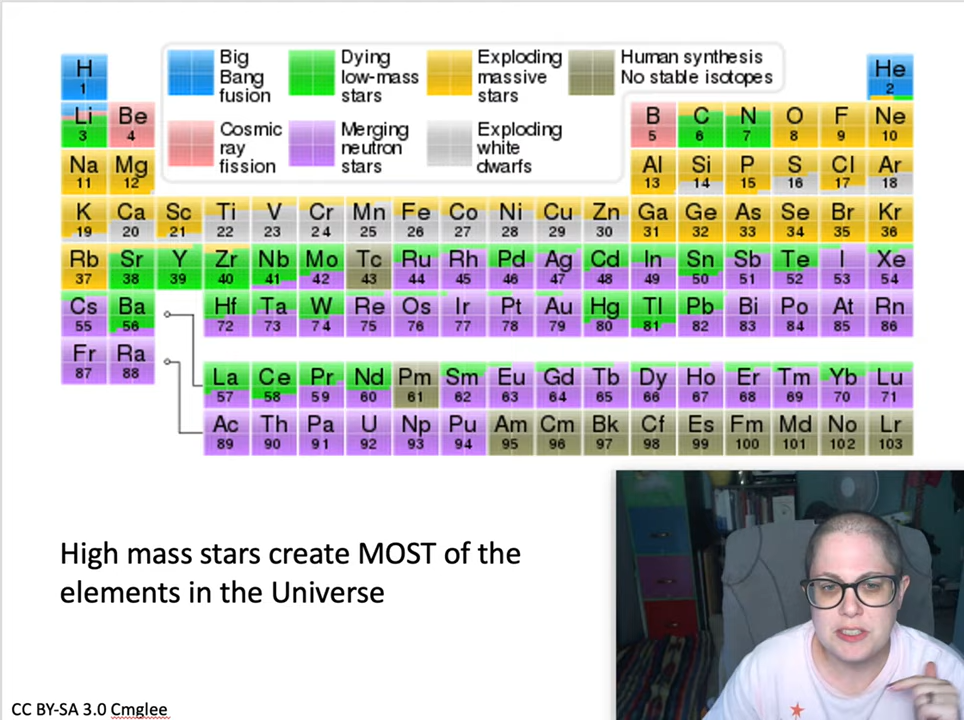 Big
Bang
fusion
Dying
low-mass
stars
Exploding
massive
stars
Human synthesis
No stable isotopes
Cosmic
ray
fission
Merging
neutron
stars
Exploding
white
dwarfs
H He
1 2
Li Be B C N O F Ne
3 4 5 6 7 8 9 10
Na Mg Al Si P S Cl Ar
11 12 13 14 15 16 17 18
K Ca Sc Ti V Cr Mn Fe Co Ni Cu Zn Ga Ge As Se Br Kr
19 20 21 22 23 24 25 26 27 28 29 30 31 32 33 34 35 36
Rb Sr Y Zr Nb Mo Tc Ru Rh Pd Ag Cd In Sn Sb Te I Xe
37 38 39 40 41 42 43 44 45 46 47 48 49 50 51 52 53 54
Cs Ba Hf Ta W Re Os Ir Pt Au Hg Tl Pb Bi Po At Rn
55 56 72 73 74 75 76 77 78 79 80 81 82 83 84 85 86
Fr Ra
87 88
La Ce Pr Nd Pm Sm Eu Gd Tb Dy Ho Er Tm Yb Lu
57 58 59 60 61 62 63 64 65 66 67 68 69 70 71
Ac Th Pa U Np Pu Am Cm Bk Cf Es Fm Md No Lr
89 90 91 92 93 94 95 96 97 98 99 100 101 102 103
High mass stars create MOST of the
elements in the Universe
CC BY-SA 3.0 Cmglee